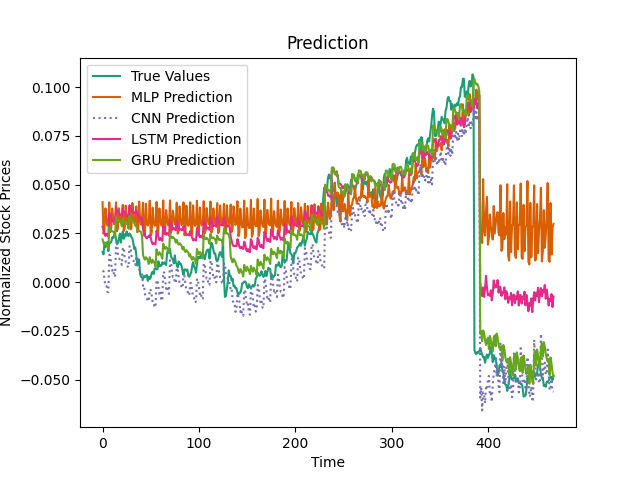 Prediction
True Values
MLP Prediction
CNN Prediction
LSTM Prediction
GRU Prediction
Normalized Stock Prices
0.100
0.075
0.050
0.025
0.000
−0.025
−0.050
0 100 200 300 400
Time